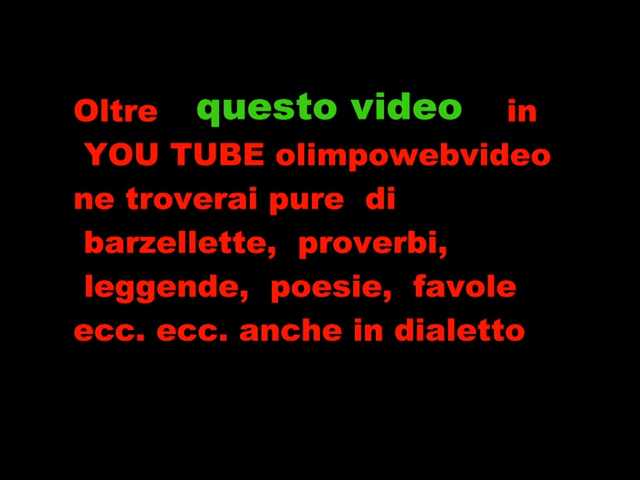 Oltre questo video in
YOU TUBE olimpowebvideo
ne troverai pure di
barzellette, proverbi,
leggende, poesie, favole
ecc. ecc. anche in dialetto